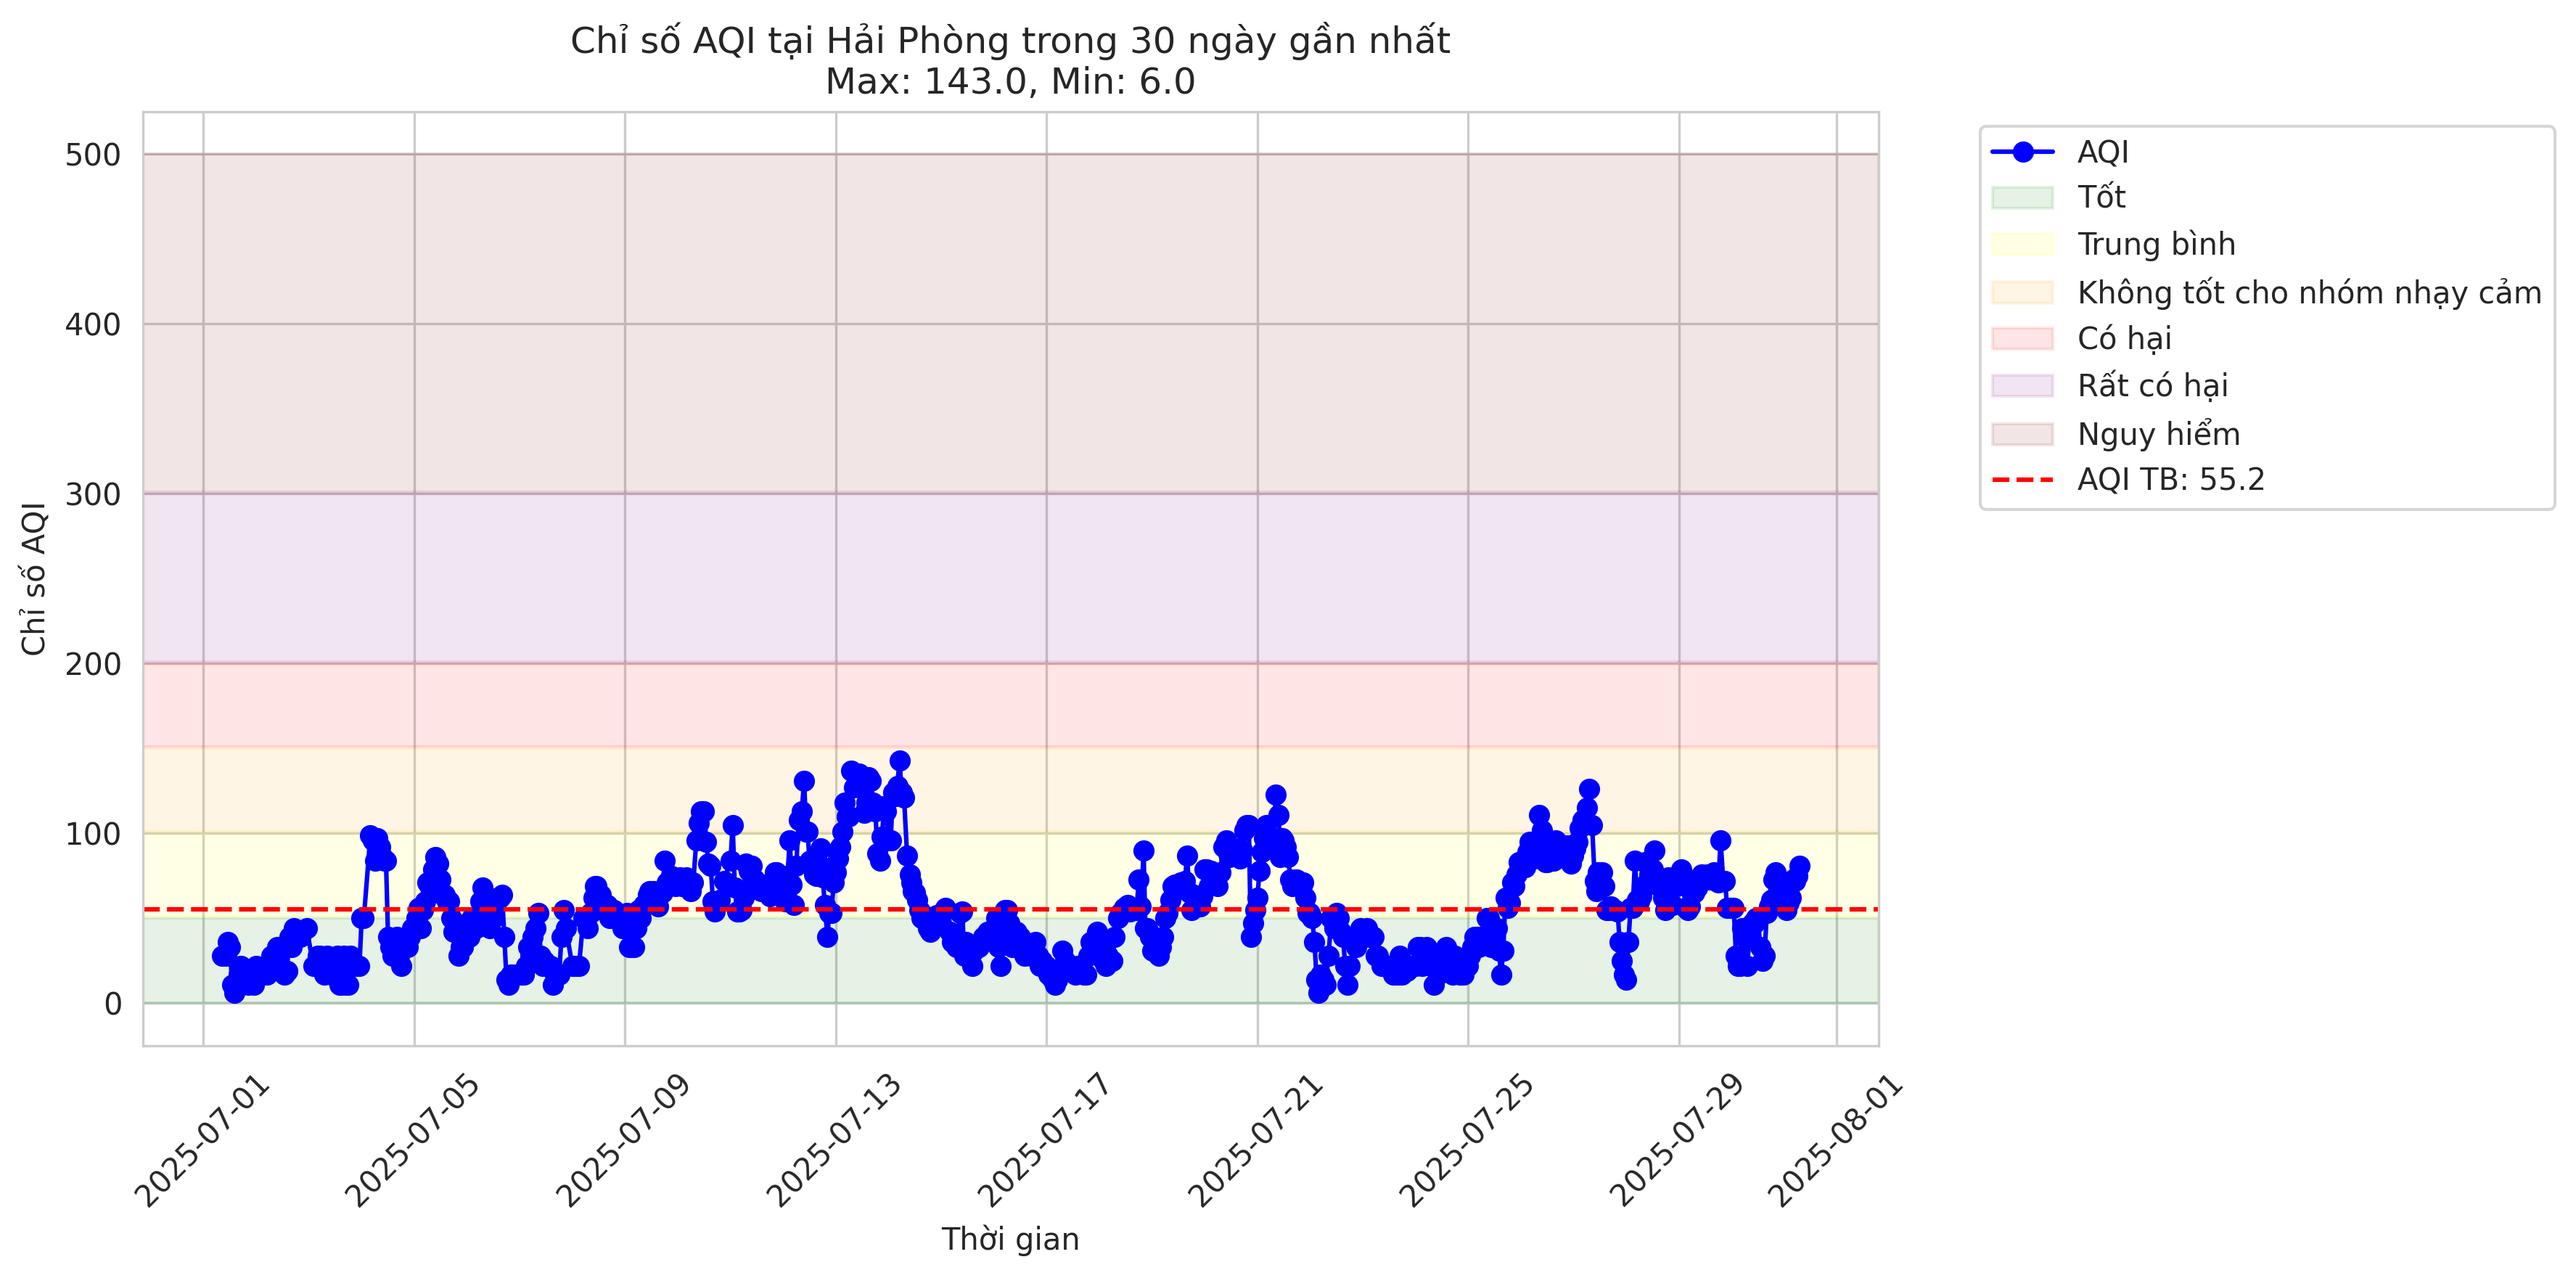 Chỉ số AQI tại Hải Phòng trong 30 ngày gần nhất
Max: 143.0, Min: 6.0
Chỉ số AQI
500
400
300
200
100
0
2025-07-01
2025-07-05
2025-07-09
2025-07-13
2025-07-17
2025-07-21
2025-07-25
2025-07-29
2025-08-01
Thời gian
AQI
Tốt
Trung bình
Không tốt cho nhóm nhạy cảm
Có hại
Rất có hại
Nguy hiểm
AQI TB: 55.2